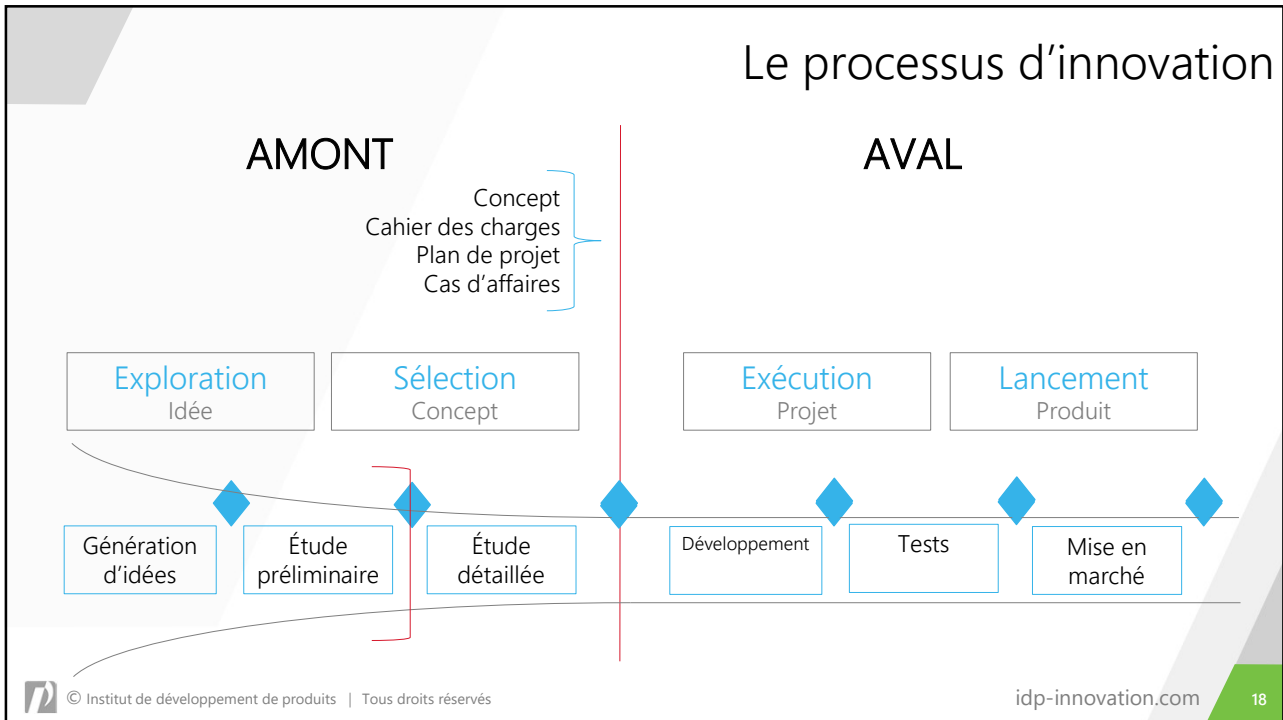 Le processus d’innovation
AMONT
AVAL
Concept
Cahier des charges
Plan de projet
Cas d’affaires
Exploration
Idée
Sélection
Concept
Exécution
Projet
Lancement
Produit
Génération
d’idées
Étude
préliminaire
Étude
détaillée
Développement
Tests
Mise en
marché
© Institut de développement de produits | Tous droits réservés
idp-innovation.com
18